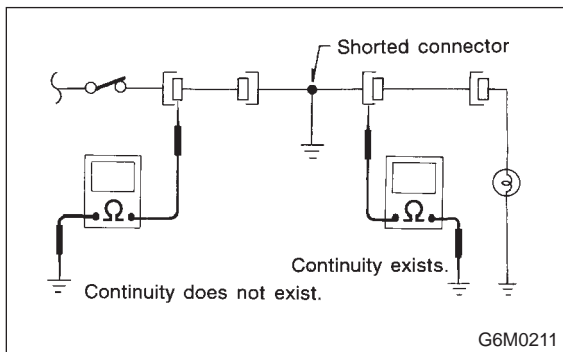 Shorted connector
Ω
Ω
Continuity exists.
Continuity does not exist.
G6M0211